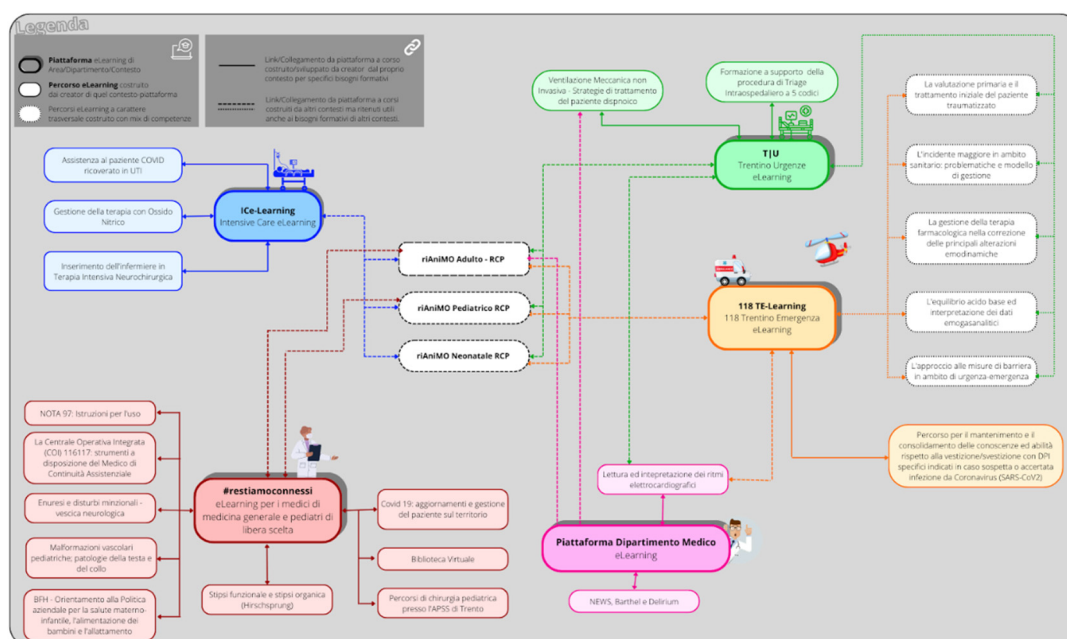 Legenda
Piattaforma eLearning di
Area/Dipartimento/Contesto
Percorso eLearning costruito
dai creator di quel contesto piattaforma
Percorsi eLearning a carattere
trasversale costruito con mix di competenze
Link/Collegamento da piattaforma a corso
costruito/sviluppato da creator dal proprio
contesto per specifici bisogni formativi
Link/Collegamento da piattaforma a corsi
costruiti da altri contesti ma ritenuti utili
anche ai bisogni formativi di altri contesti.
Assistenza al paziente COVID
ricoverato in UTI
Gestione della terapia con Ossido
Nitrico
Inserimento dell'infermiere in
Terapia Intensiva Neurochirurgica
ICe-Learning
Intensive Care eLearning
Ventilazione Meccanica non
Invasiva - Strategie di trattamento
del paziente dispnoico
Formazione a supporto della
procedura di Triage
Intraospedaliero a 5 codici
T|U
Trentino Urgenze
eLearning
La valutazione primaria e il
trattamento iniziale del paziente
traumatizzato
L'incidente maggiore in ambito
sanitario: problematiche e modello
di gestione
La gestione della terapia
farmacologica nella correzione
delle principali alterazioni
emodinamiche
L'equilibrio acido base ed
interpretazione dei dati
emogasanalitici
L'approccio alle misure di barriera
in ambito di urgenza-emergenza
riAniMO Adulto - RCP
riAniMO Pediatrico RCP
riAniMO Neonatale RCP
118 TE-Learning
118 Trentino Emergenza
eLearning
Percorso per il mantenimento e il
consolidamento delle conoscenze ed abilità
rispetto alla vestizione/svestizione con DPI
specifici indicati in caso sospetta o accertata
infezione da Coronavirus (SARS-CoV2)
NOTA 97: Istruzioni per l'uso
La Centrale Operativa Integrata
(COI) 116117: strumenti a
disposizione del Medico di
Continuità Assistenziale
Enuresi e disturbi minzionali -
vescica neurologica
Malformazioni vascolari
pediatriche; patologie della testa e
del collo
BFH - Orientamento alla Politica
aziendale per la salute materno-
infantile, l'alimentazione dei
bambini e l'allattamento
#restiamoconnessi
eLearning per i medici di
medicina generale e pediatri di
libera scelta
Stipsi funzionale e stipsi organica
(Hirschsprung)
Covid 19: aggiornamenti e gestione
del paziente sul territorio
Biblioteca Virtuale
Percorsi di chirurgia pediatrica
presso l'APSS di Trento
Lettura ed intepretazione dei ritmi
elettrocardiografici
Piattaforma Dipartimento Medico
eLearning
NEWS, Barthel e Delirium